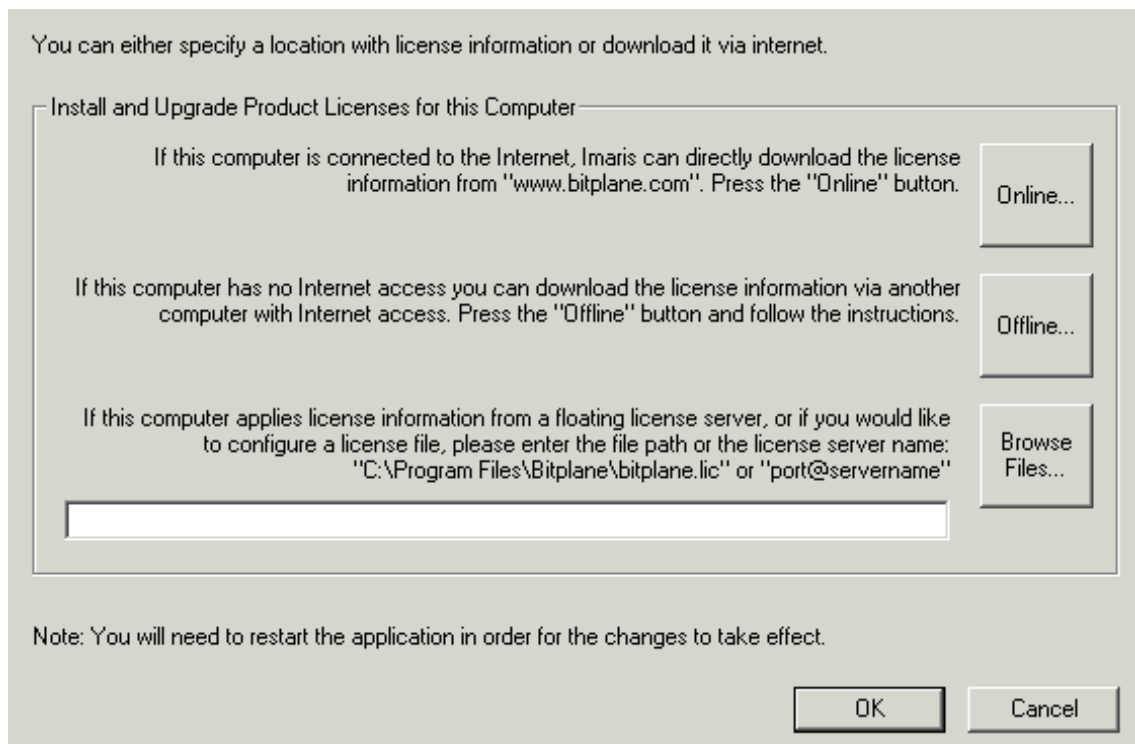 You can either specify a location with license information or download it via internet.
Install and Upgrade Product Licenses for this Computer
If this computer is connected to the Internet, Imaris can directly download the license
information from "www.bitplane.com". Press the "Online" button.
Online...
If this computer has no Internet access you can download the license information via another
computer with Internet access. Press the "Offline" button and follow the instructions.
Offline...
If this computer applies license information from a floating license server, or if you would like
to configure a license file, please enter the file path or the license server name:
"C:\Program Files\Bitplane\bitplane.lic" or "port@servername"
Browse
Files...
Note: You will need to restart the application in order for the changes to take effect.
OK
Cancel